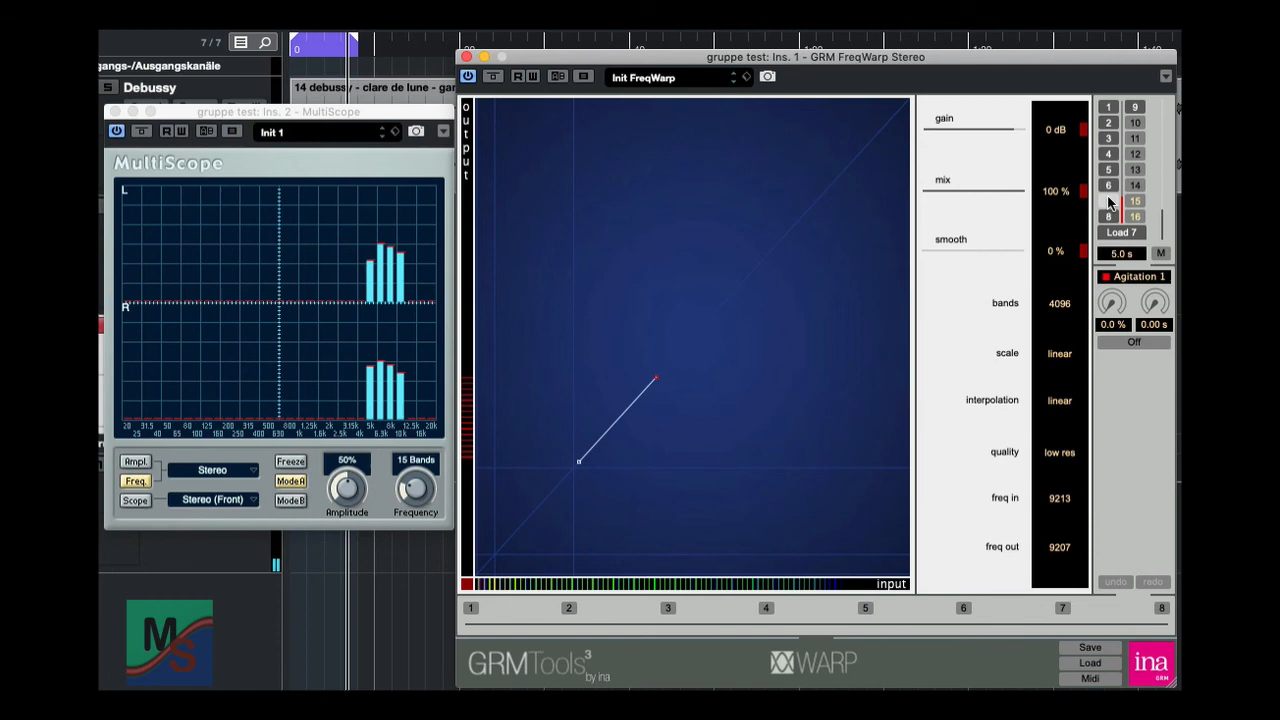 7 / 7
0
gangs-/Ausgangskanäle
S Debussy
14 debussy - clare de lune - gar
gruppe test: Ins. 2 - MultiScope
R W
Init 1
MultiScope
L
R
20 31.5 50 80 125 200 315 500 800 1.25k 2k 3.15k 5k 8k 12.5k 20k
25 40 65 100 160 250 400 630 1k 1.6k 2.5k 4k 6.3k 10k 16k
Ampl.
Freq.
Scope
Stereo
Stereo (Front)
Freeze
Mode A
Mode B
50%
Amplitude
15 Bands
Frequency
MS
gruppe test: Ins. 1 - GRM FreqWarp Stereo
R W
Init FreqWarp
output
input
gain 0 dB
mix 100 %
smooth 0 %
bands 4096
scale linear
interpolation linear
quality low res
freq in 9213
freq out 9207
1 9
2 10
3 11
4 12
5 13
6 14
15
8 16
Load 7
5.0 s M
Agitation 1
0.0 % 0.00 s
Off
undo redo
1 2 3 4 5 6 7 8
GRMTools3
by ina
WARP
Save
Load
Midi
ina
GRM